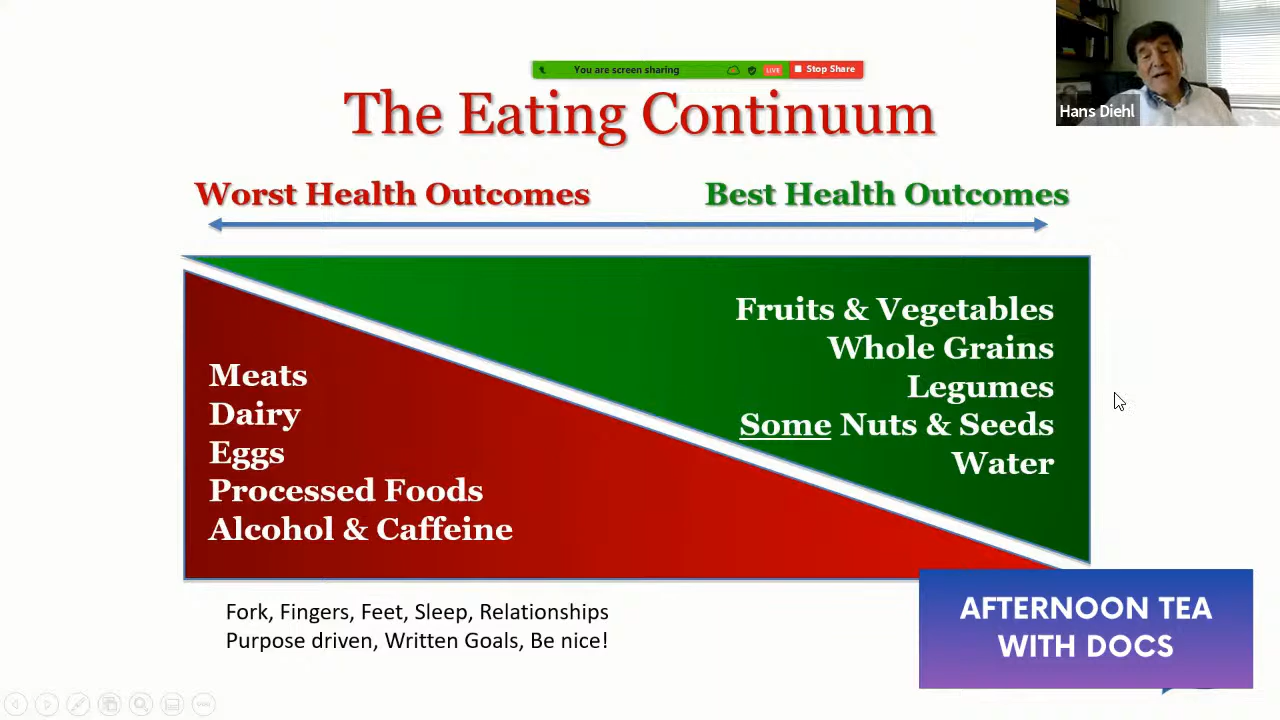 You are screen sharing
LIVE
Stop Share
Hans Diehl
The Eating Continuum
Worst Health Outcomes
Best Health Outcomes
Fruits & Vegetables
Whole Grains
Legumes
Some Nuts & Seeds
Water
Meats
Dairy
Eggs
Processed Foods
Alcohol & Caffeine
Fork, Fingers, Feet, Sleep, Relationships
Purpose driven, Written Goals, Be nice!
AFTERNOON TEA
WITH DOCS